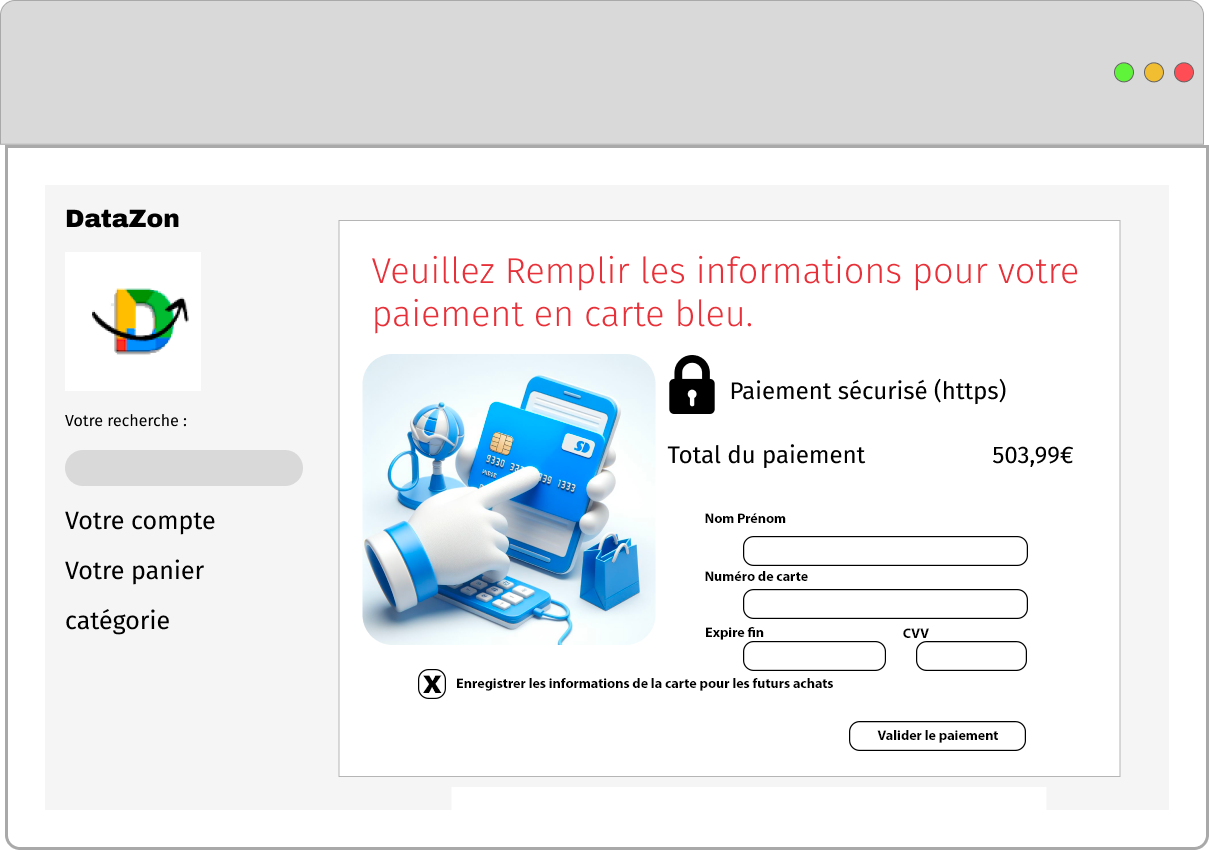 DataZon
Votre recherche :
Votre compte
Votre panier
catégorie
Veuillez Remplir les informations pour votre
paiement en carte bleu.
Paiement sécurisé (https)
Total du paiement 503,99€
Nom Prénom
Numéro de carte
Expire fin CVV
X Enregistrer les informations de la carte pour les futurs achats
Valider le paiement